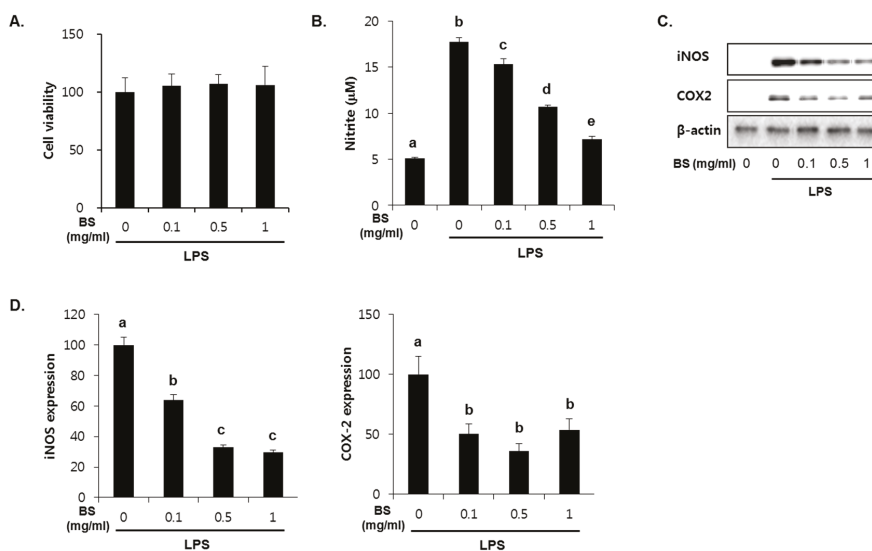 A.
150
100
50
0
Cell viability
BS
(mg/ml)
0 0.1 0.5 1
LPS
B.
20
15
10
5
0
Nitrite (μM)
a b c d e
BS
(mg/ml)
0 0 0.1 0.5 1
LPS
C.
iNOS
COX2
β-actin
BS (mg/ml) 0 0 0.1 0.5 1
LPS
D.
120
100
80
60
40
20
0
iNOS expression
a b c c
BS
(mg/ml)
0 0.1 0.5 1
LPS
150
100
50
0
COX-2 expression
a b b b
BS
(mg/ml)
0 0.1 0.5 1
LPS